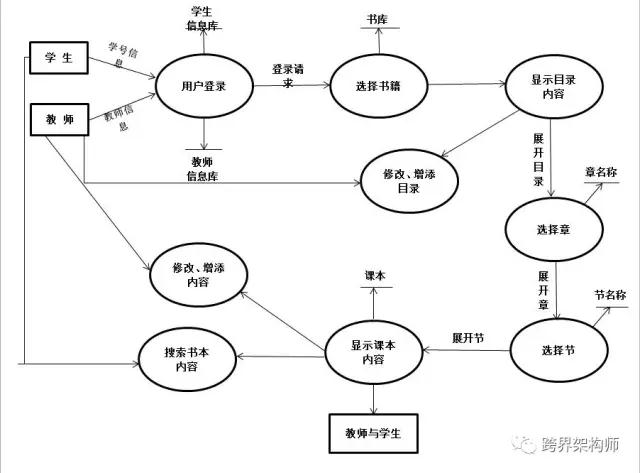 学生
信息库
书库
学 生
学号信
息
用户登录
登录请
求
选择书籍
显示目录
内容
教 师
教师信
息
教师
信息库
修改、增添
目录
展
开
目
录
章名称
选择章
修改、增添
内容
课本
展
开
章
节名称
搜索书本
内容
显示课本
内容
展开节
选择节
教师与学生
跨界架构师